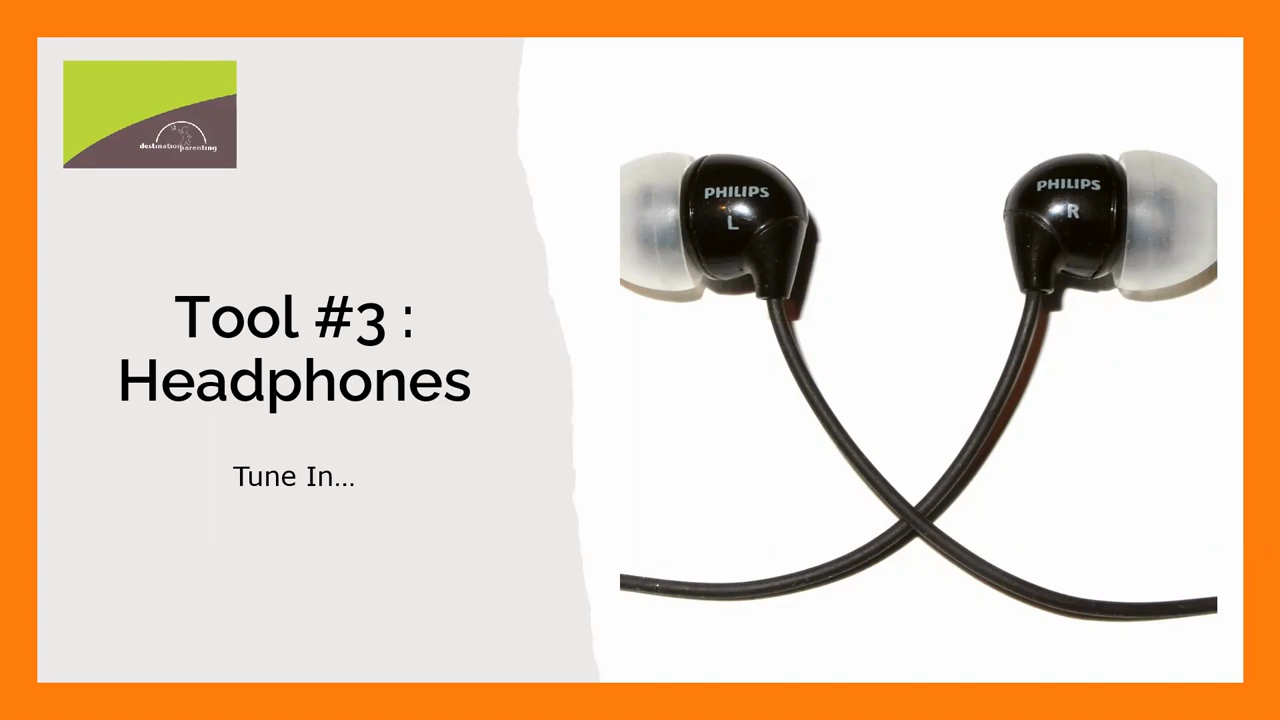 destinationparenting
Tool #3 :
Headphones
Tune In...
PHILIPS
L
PHILIPS
R